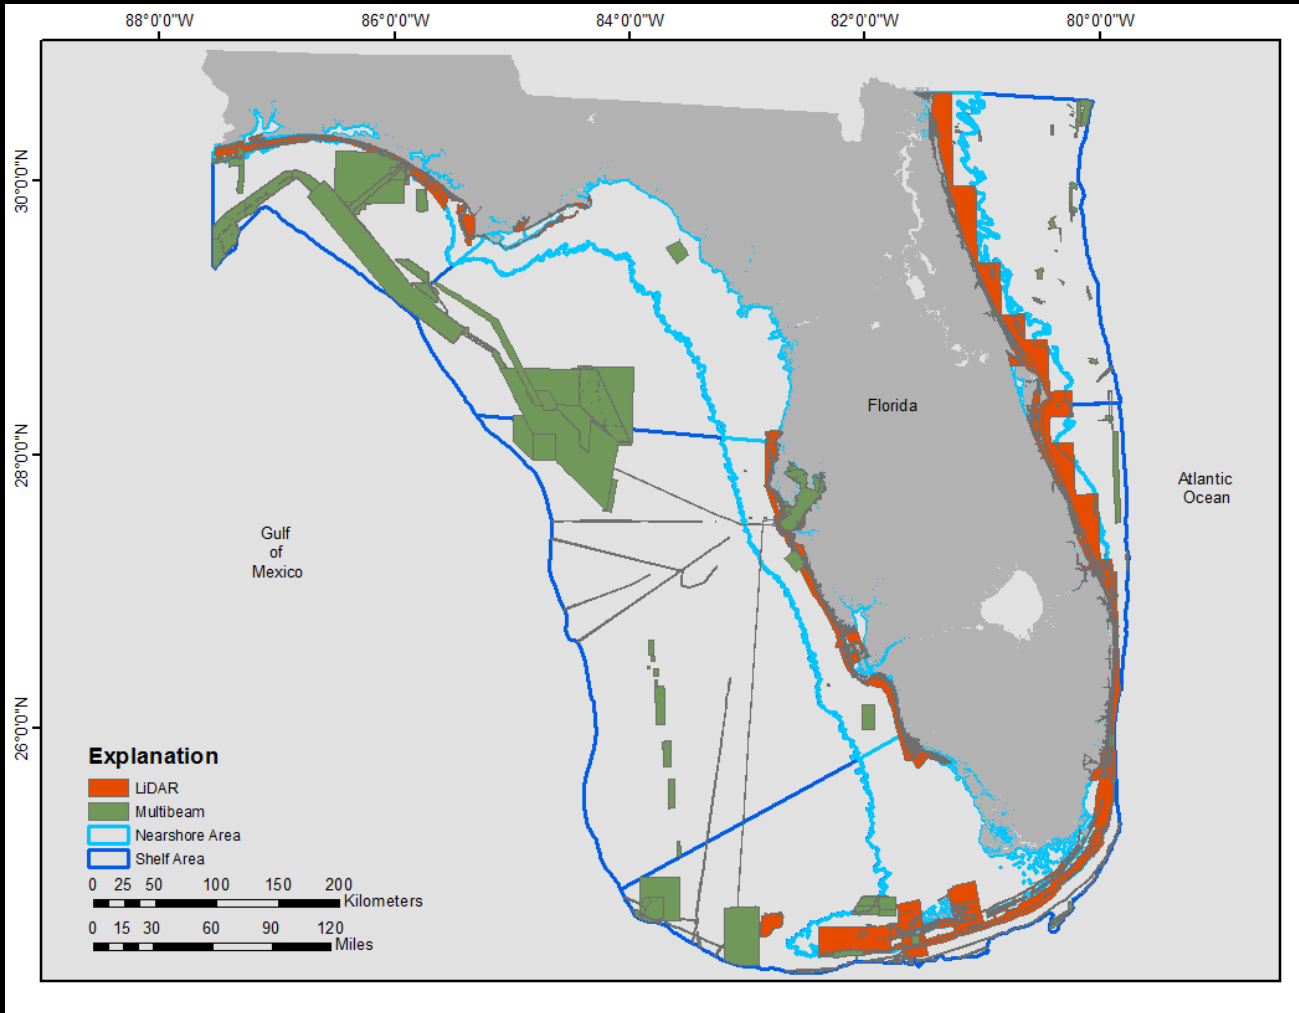 88°0'0"W 86°0'0"W 84°0'0"W 82°0'0"W 80°0'0"W
30°0'0"N
28°0'0"N
26°0'0"N
Florida
Atlantic
Ocean
Gulf
of
Mexico
Explanation
LiDAR
Multibeam
Nearshore Area
Shelf Area
0 25 50 100 150 200
Kilometers
0 15 30 60 90 120
Miles